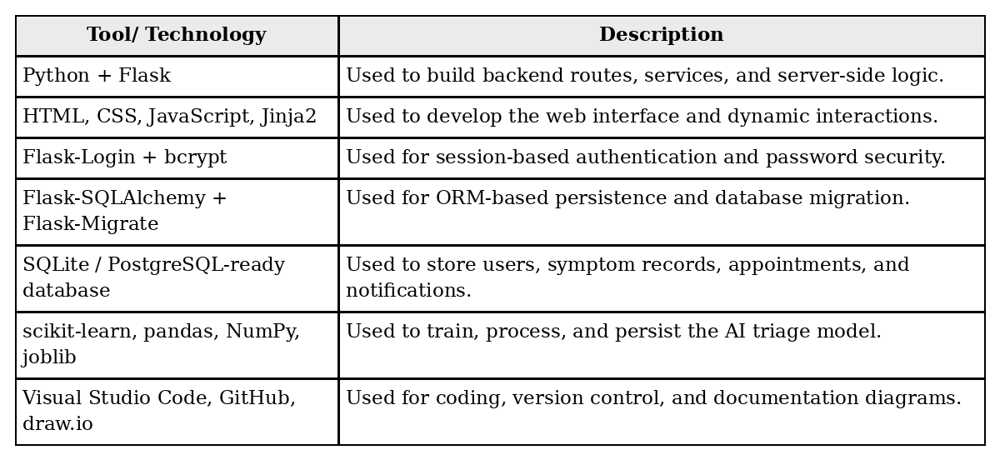 Tool/ Technology
Description
Python + Flask
Used to build backend routes, services, and server-side logic.
HTML, CSS, JavaScript, Jinja2
Used to develop the web interface and dynamic interactions.
Flask-Login + bcrypt
Used for session-based authentication and password security.
Flask-SQLAlchemy +
Flask-Migrate
Used for ORM-based persistence and database migration.
SQLite / PostgreSQL-ready
database
Used to store users, symptom records, appointments, and
notifications.
scikit-learn, pandas, NumPy,
joblib
Used to train, process, and persist the AI triage model.
Visual Studio Code, GitHub,
draw.io
Used for coding, version control, and documentation diagrams.